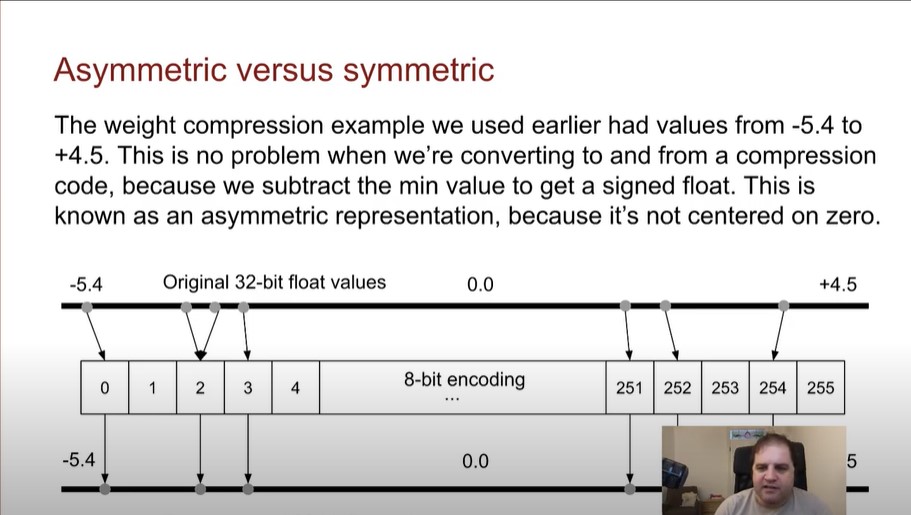 Asymmetric versus symmetric
The weight compression example we used earlier had values from -5.4 to
+4.5. This is no problem when we’re converting to and from a compression
code, because we subtract the min value to get a signed float. This is
known as an asymmetric representation, because it’s not centered on zero.
-5.4 Original 32-bit float values 0.0 +4.5
0 1 2 3 4 8-bit encoding ... 251 252 253 254 255
-5.4 0.0 5